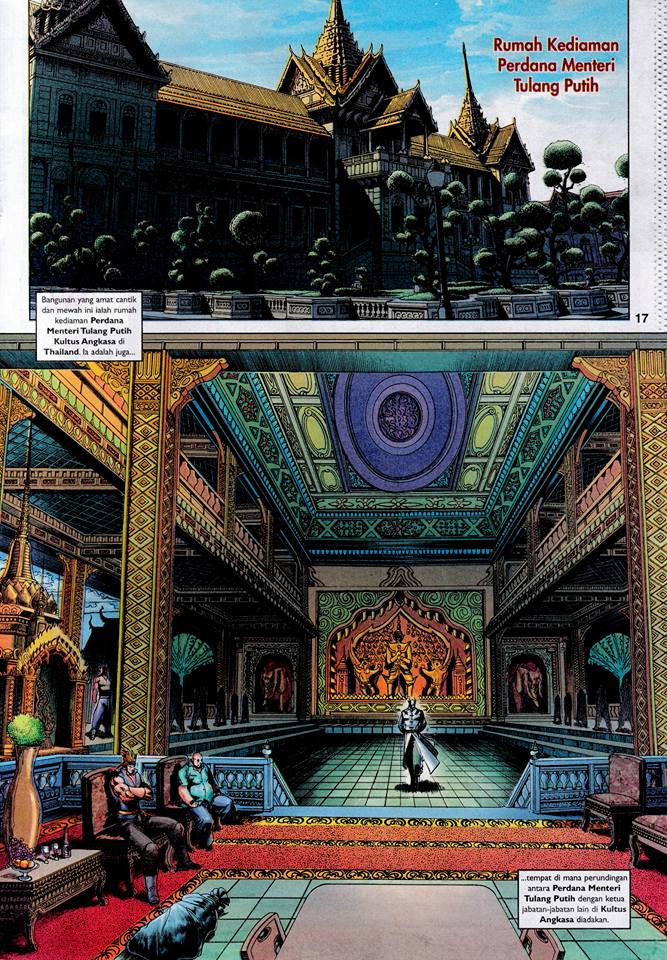 Rumah Kediaman
Perdana Menteri
Tulang Putih
Bangunan yang amat cantik
dan mewah ini ialah rumah
kediaman Perdana
Menteri Tulang Putih
Kultus Angkasa di
Thailand. Ia adalah juga...
17
...tempat di mana perundingan
antara Perdana Menteri
Tulang Putih dengan ketua
jabatan-jabatan lain di Kultus
Angkasa diadakan.